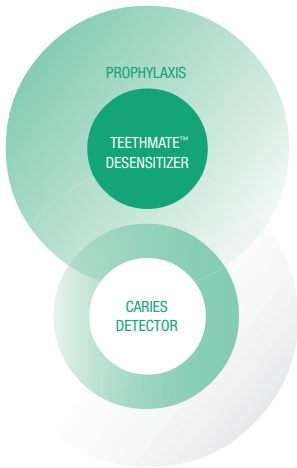 PROPHYLAXIS
TEETHMATE™
DESENSITIZER
CARIES
DETECTOR